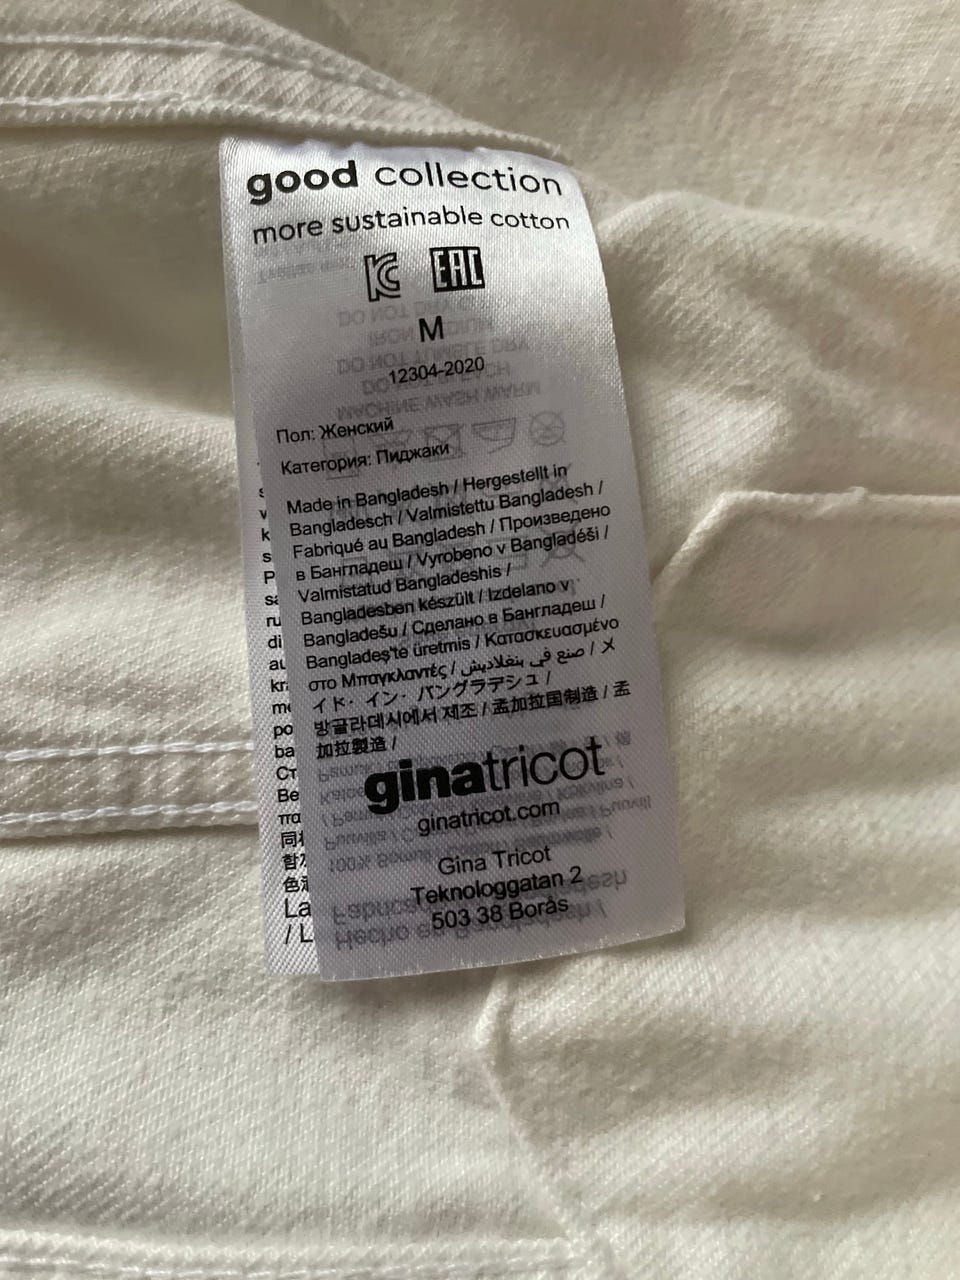 good collection
more sustainable cotton
KC EAC
M
12304-2020
Пол: Женский
Категория: Пиджаки
Made in Bangladesh / Hergestellt in
Bangladesch / Valmistettu Bangladesh /
Fabriqué au Bangladesh / Произведено
в Бангладеш / Vyrobeno v Bangladéši /
Valmistatud Bangladeshis /
Bangladesben készült / Izdelano v
Bangladešu / Сделано в Бангладеш /
Bangladeş'te üretmis / Κατασκευασμένο
στο Μπαγκλαντές / صنع في بنغلاديش / メ
イド・イン・バングラデシュ /
방글라데시에서 제조 / 孟加拉国制造 / 孟
加拉製造 /
ginatricot
ginatricot.com
Gina Tricot
Teknologgatan 2
503 38 Borås